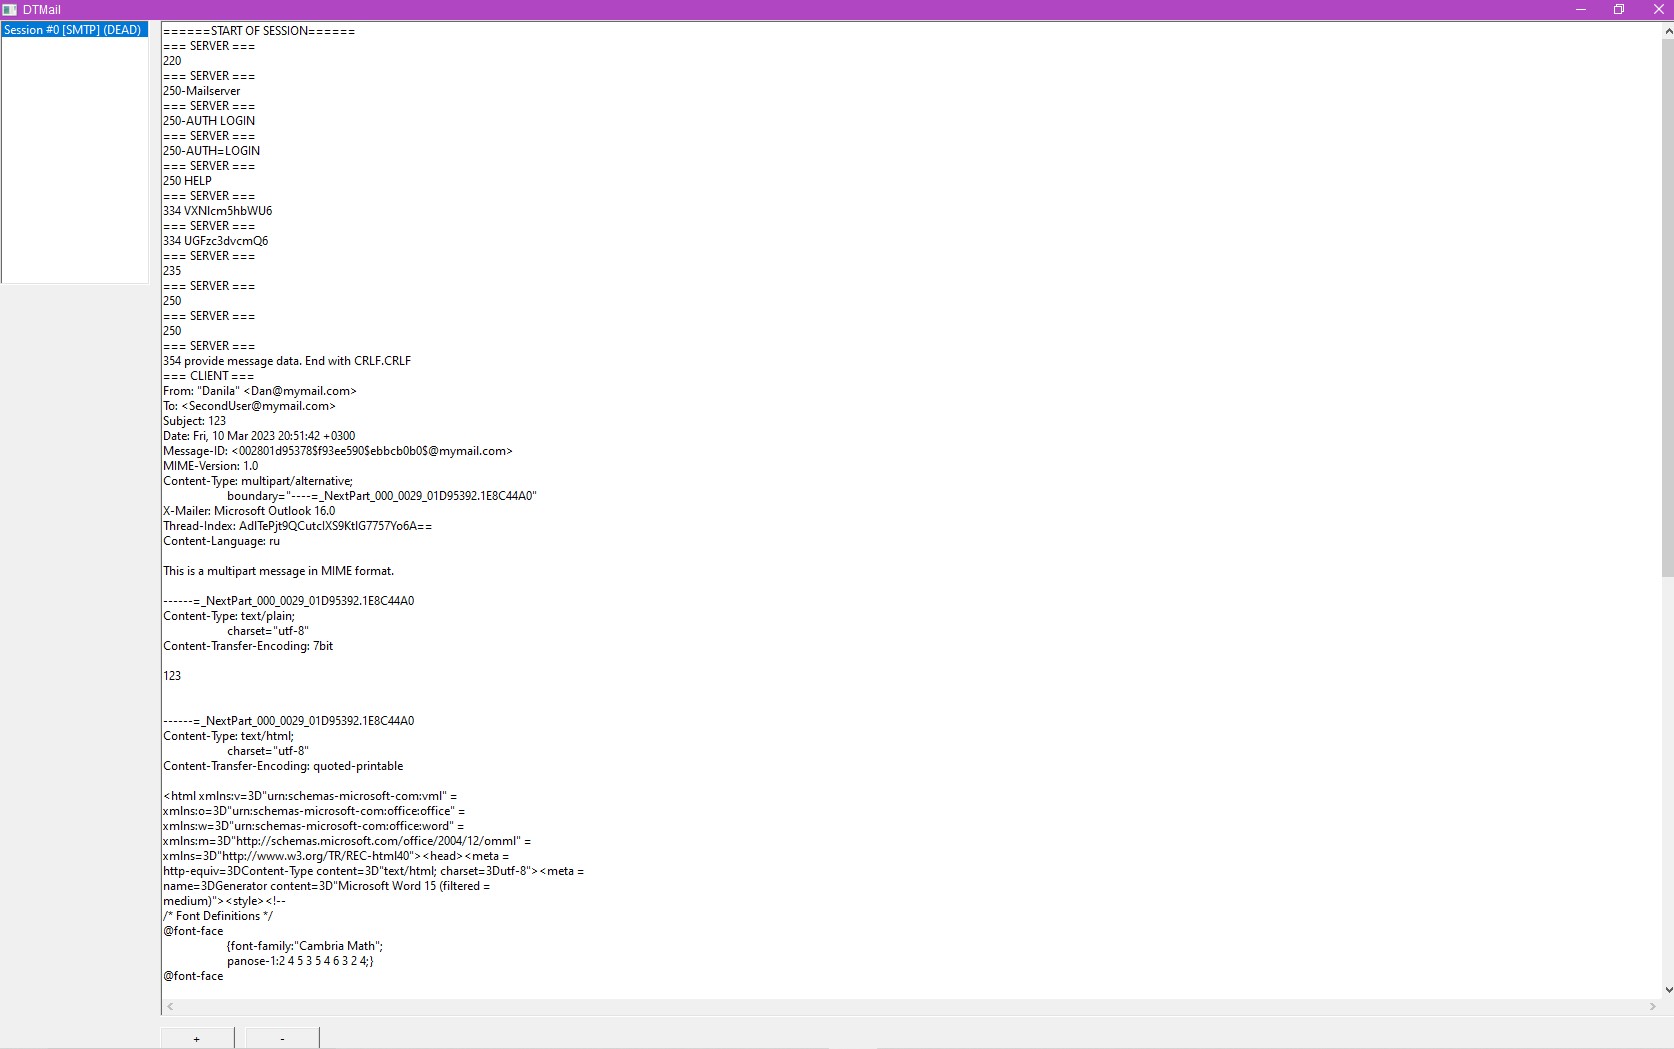 DTMail
Session #0 [SMTP] (DEAD)
======START OF SESSION======
=== SERVER ===
220
=== SERVER ===
250-Mailserver
=== SERVER ===
250-AUTH LOGIN
=== SERVER ===
250-AUTH=LOGIN
=== SERVER ===
250 HELP
=== SERVER ===
334 VXNlcm5hbWU6
=== SERVER ===
334 UGFzc3dvcmQ6
=== SERVER ===
235
=== SERVER ===
250
=== SERVER ===
250
=== SERVER ===
354 provide message data. End with CRLF.CRLF
=== CLIENT ===
From: "Danila" <Dan@mymail.com>
To: <SecondUser@mymail.com>
Subject: 123
Date: Fri, 10 Mar 2023 20:51:42 +0300
Message-ID: <002801d95378$f93ee590$ebbcb0b0$@mymail.com>
MIME-Version: 1.0
Content-Type: multipart/alternative;
boundary="----=_NextPart_000_0029_01D95392.1E8C44A0"
X-Mailer: Microsoft Outlook 16.0
Thread-Index: AdlTePjt9QCutclXS9KtlG7757Yo6A==
Content-Language: ru
This is a multipart message in MIME format.
------=_NextPart_000_0029_01D95392.1E8C44A0
Content-Type: text/plain;
charset="utf-8"
Content-Transfer-Encoding: 7bit
123
------=_NextPart_000_0029_01D95392.1E8C44A0
Content-Type: text/html;
charset="utf-8"
Content-Transfer-Encoding: quoted-printable
<html xmlns:v=3D"urn:schemas-microsoft-com:vml" =
xmlns:o=3D"urn:schemas-microsoft-com:office:office" =
xmlns:w=3D"urn:schemas-microsoft-com:office:word" =
xmlns:m=3D"http://schemas.microsoft.com/office/2004/12/omml" =
xmlns=3D"http://www.w3.org/TR/REC-html40"><head><meta =
http-equiv=3DContent-Type content=3D"text/html; charset=3Dutf-8"><meta =
name=3DGenerator content=3D"Microsoft Word 15 (filtered =
medium)"><style><!--
/* Font Definitions */
@font-face
{font-family:"Cambria Math";
panose-1:2 4 5 3 5 4 6 3 2 4;}
@font-face
+ -